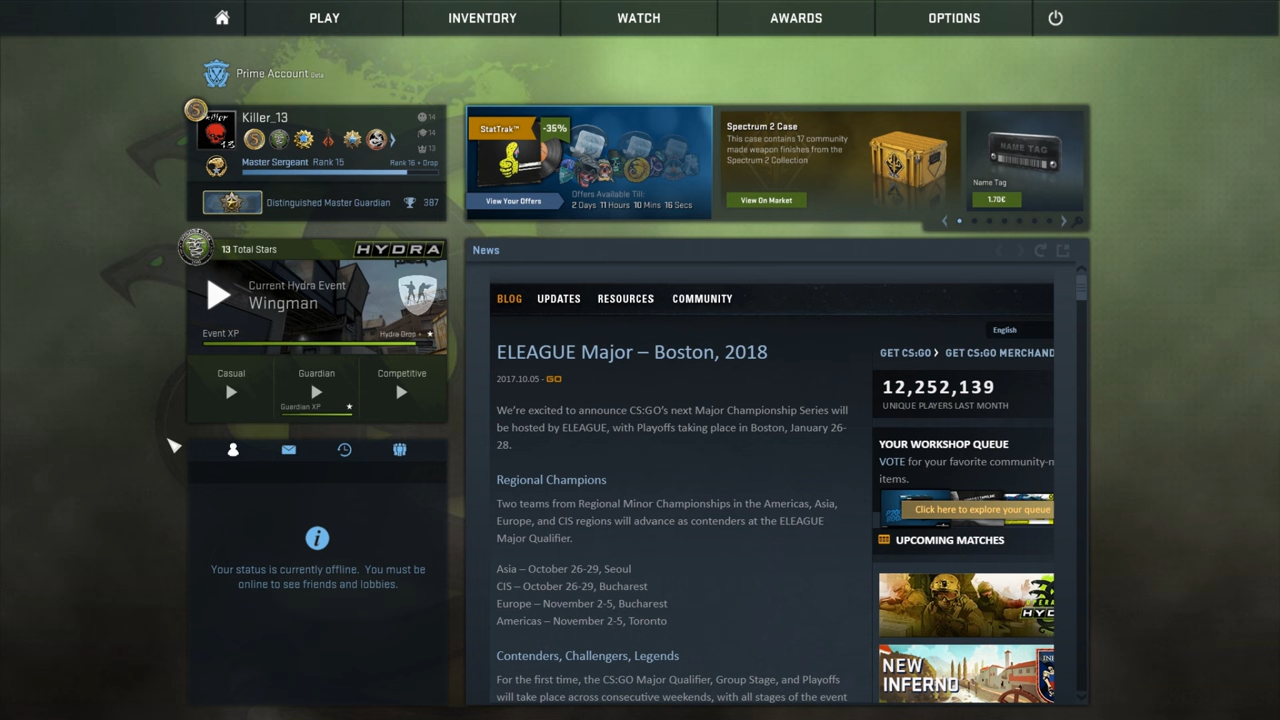 PLAY
INVENTORY
WATCH
AWARDS
OPTIONS
Prime Account Beta
Killer_13
14
14
13
Master Sergeant Rank 15
Rank 16 + Drop
Distinguished Master Guardian
387
StatTrak™
-35%
Offers Available Till:
View Your Offers
2 Days 11 Hours 10 Mins 16 Secs
Spectrum 2 Case
This case contains 17 community
made weapon finishes from the
Spectrum 2 Collection
View On Market
NAME TAG
Name Tag
1.70€
13 Total Stars
HYDRA
Current Hydra Event
Wingman
Event XP
Hydra Drop +
Casual
Guardian
Competitive
Guardian XP
Your status is currently offline. You must be
online to see friends and lobbies.
News
BLOG
UPDATES
RESOURCES
COMMUNITY
English
ELEAGUE Major – Boston, 2018
2017.10.05 - GO
We're excited to announce CS:GO's next Major Championship Series will
be hosted by ELEAGUE, with Playoffs taking place in Boston, January 26-
28.
Regional Champions
Two teams from Regional Minor Championships in the Americas, Asia,
Europe, and CIS regions will advance as contenders at the ELEAGUE
Major Qualifier.
Asia – October 26-29, Seoul
CIS – October 26-29, Bucharest
Europe – November 2-5, Bucharest
Americas – November 2-5, Toronto
Contenders, Challengers, Legends
For the first time, the CS:GO Major Qualifier, Group Stage, and Playoffs
will take place across consecutive weekends, with all stages of the event
GET CS:GO
GET CS:GO MERCHAND
12,252,139
UNIQUE PLAYERS LAST MONTH
YOUR WORKSHOP QUEUE
VOTE for your favorite community-m
items.
Click here to explore your queue
UPCOMING MATCHES
HYD
NEW
INFERNO